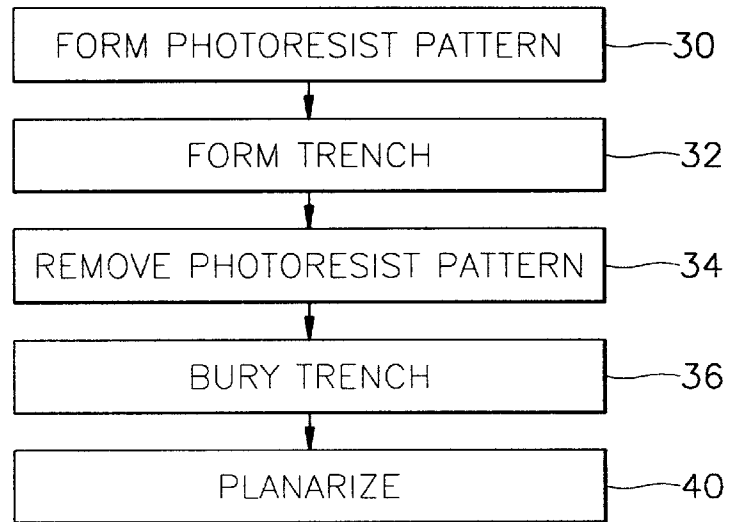 FORM PHOTORESIST PATTERN 30
FORM TRENCH 32
REMOVE PHOTORESIST PATTERN 34
BURY TRENCH 36
PLANARIZE 40